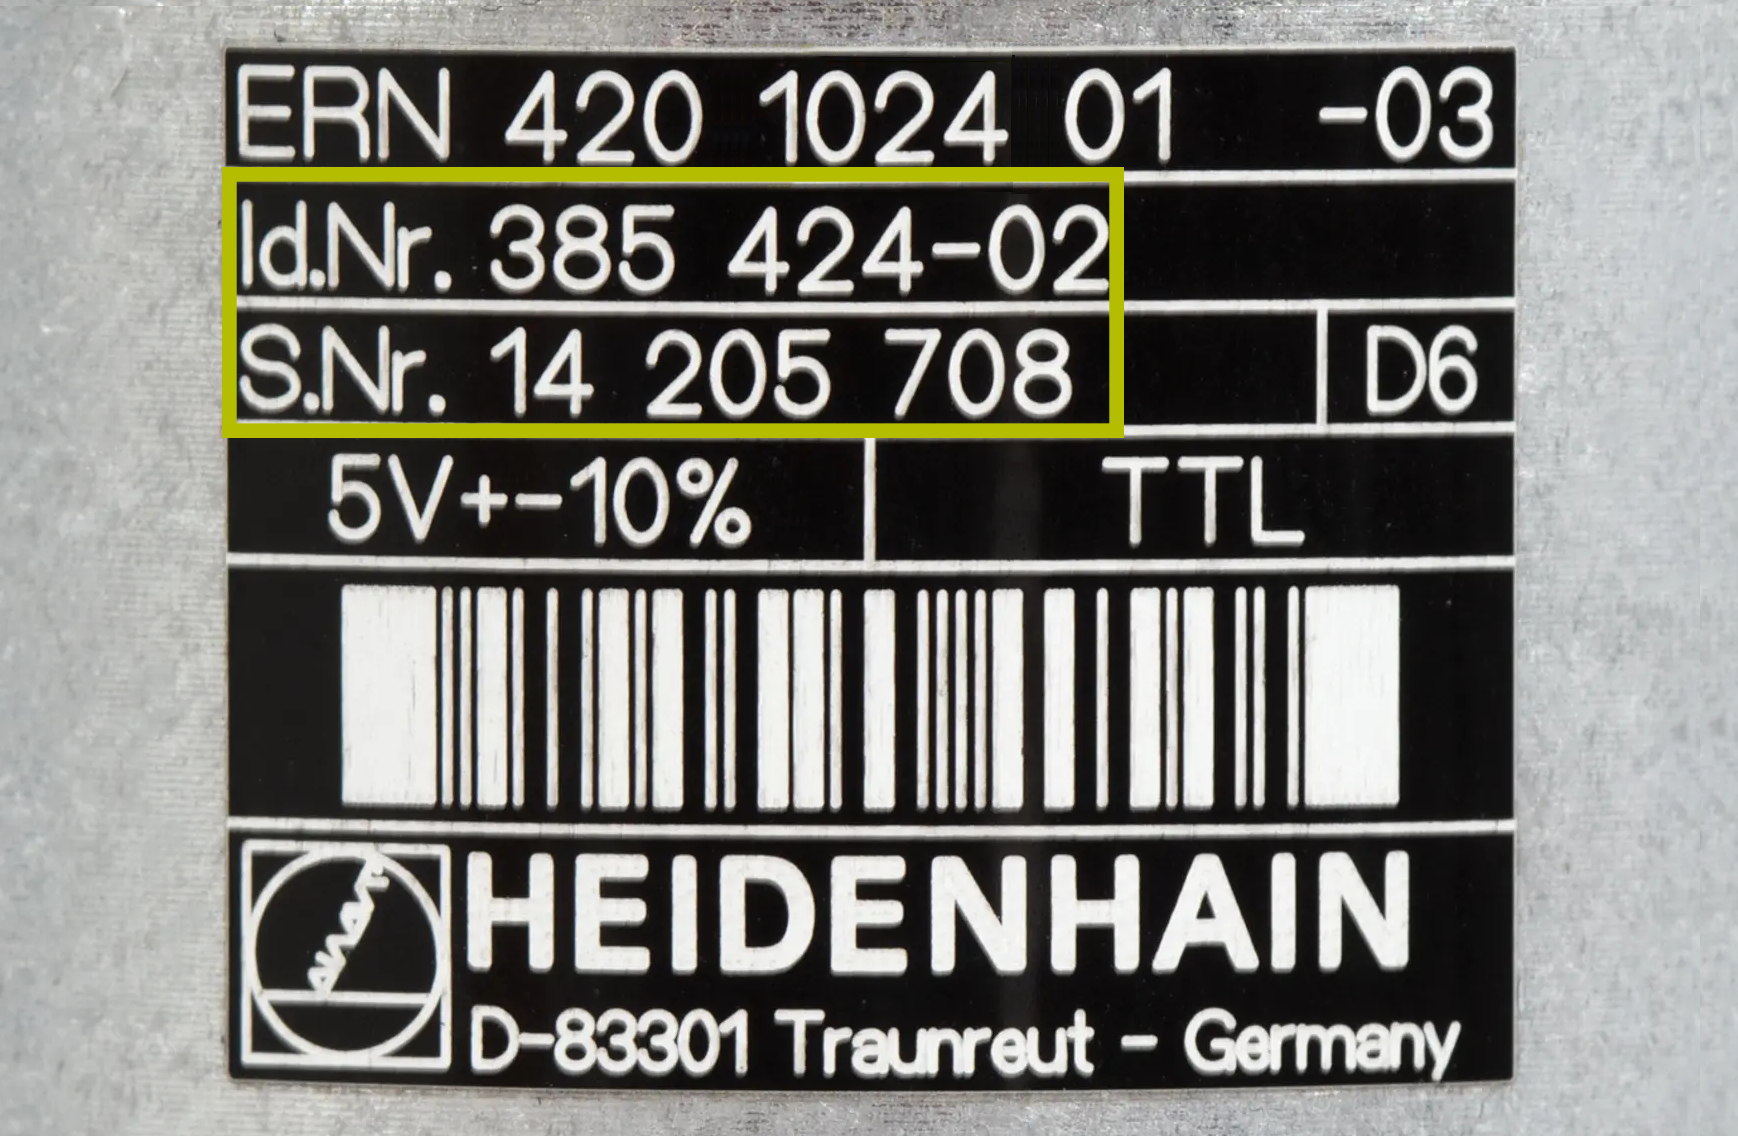 ERN 420 1024 01 -03
Id.Nr. 385 424-02
S.Nr. 14 205 708 D6
5V+-10% TTL
HEIDENHAIN
D-83301 Traunreut - Germany